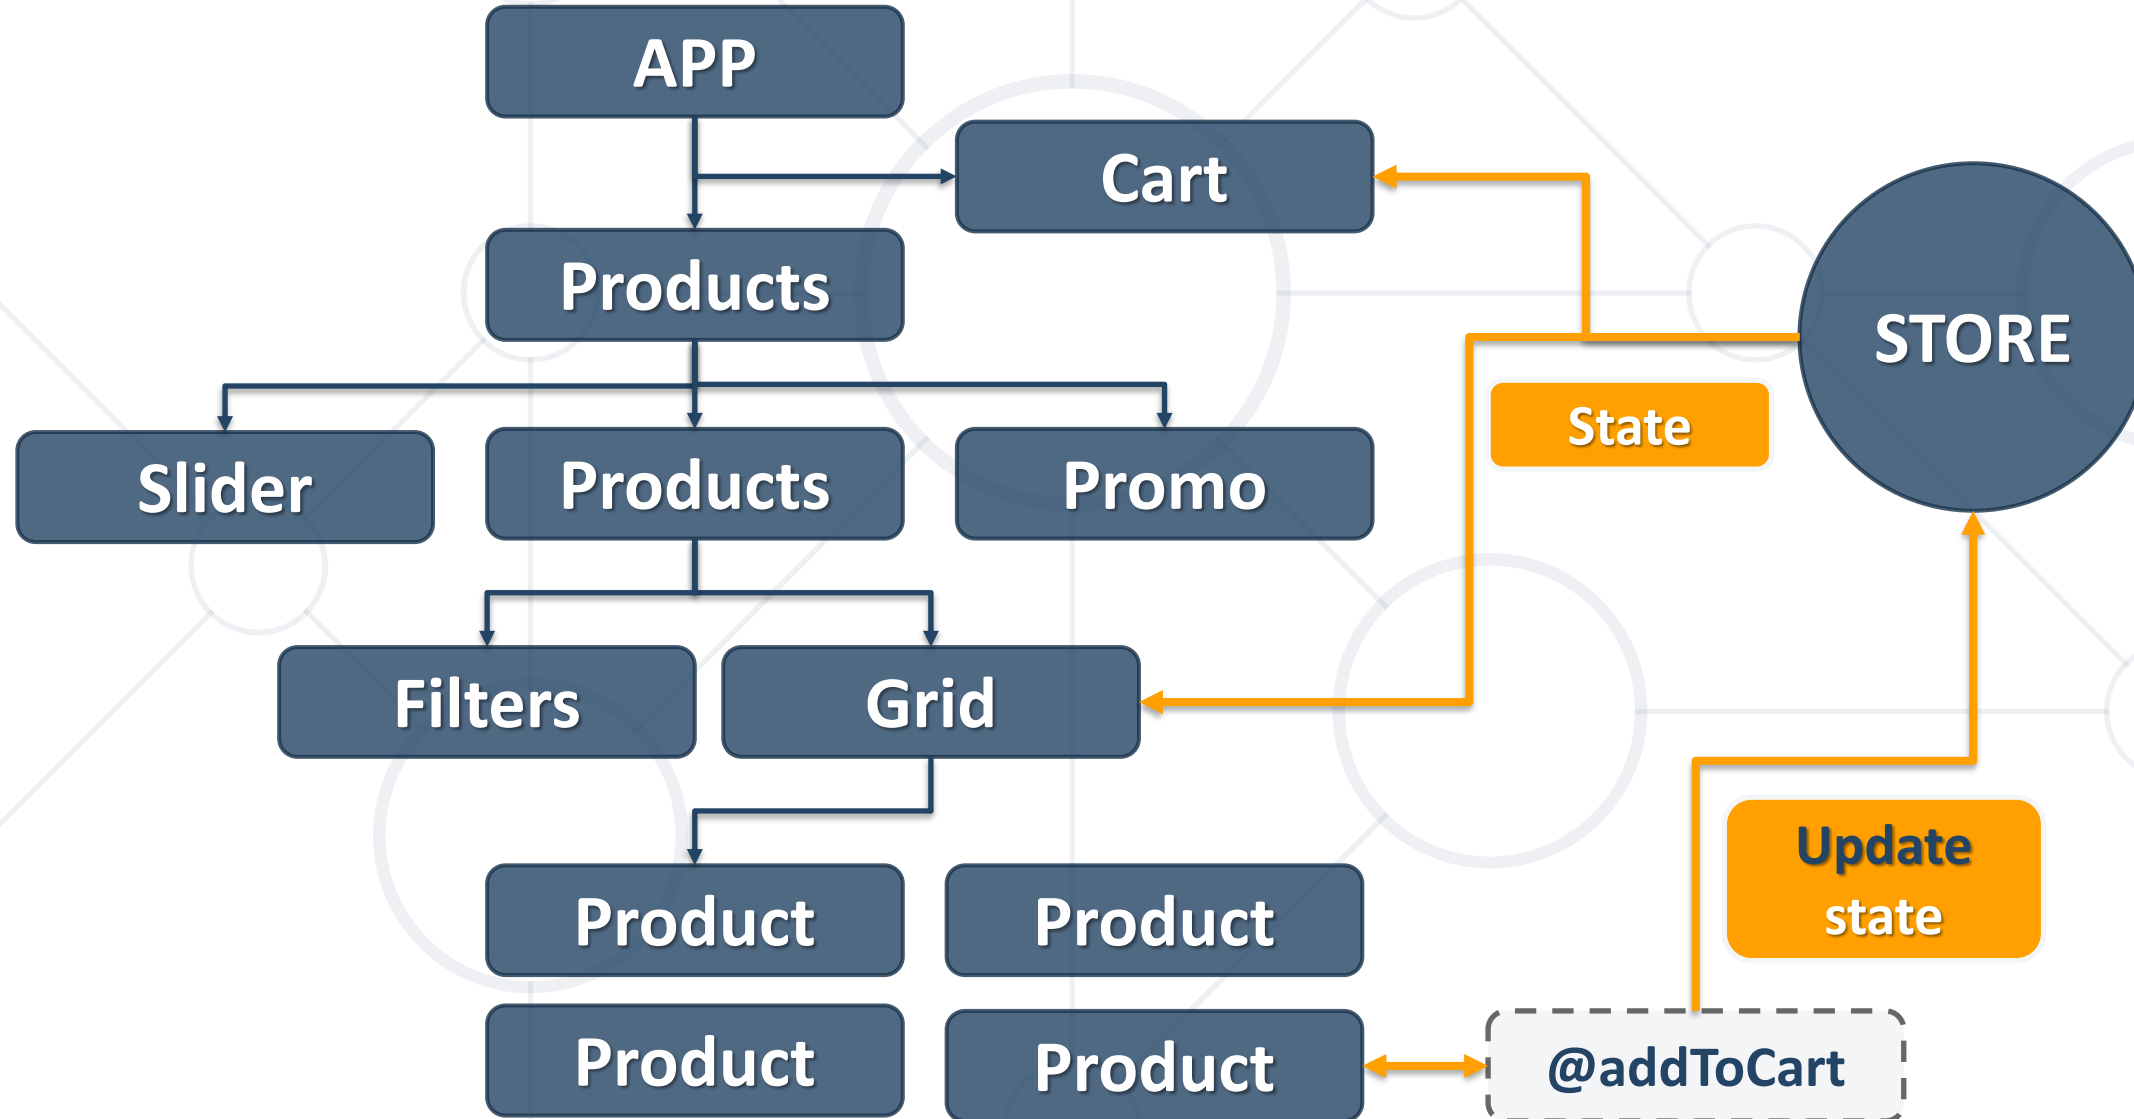 APP
Cart
Products
STORE
State
Slider
Products
Promo
Filters
Grid
Update
state
Product
Product
Product
Product
@addToCart